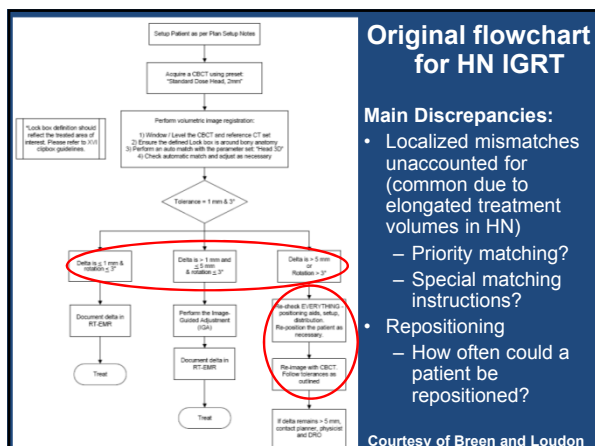 Setup Patient as per Plan Setup Notes
Acquire a CBCT using preset:
"Standard Dose Head, 2mm"
*Lock box definition should
reflect the treated area of
interest. Please refer to XVI
clipbox guidelines.
Perform volumetric image registration:
1) Window / Level the CBCT and reference CT set
2) Ensure the defined Lock box is around bony anatomy
3) Perform an auto match with the parameter set: "Head 3D"
4) Check automatic match and adjust as necessary
Tolerance = 1 mm & 3°
Delta is ≤ 1 mm &
rotation ≤ 3°
Delta is > 1 mm and
≤ 5 mm
& rotation ≤ 3°
Delta is > 5 mm
or
Rotation > 3°
Document delta in
RT-EMR
Treat
Perform the Image-
Guided Adjustment
(IGA)
Document delta in
RT-EMR
Treat
Re-check EVERYTHING -
positioning aids, setup,
distribution.
Re-position the patient as
necessary.
Re-image with CBCT.
Follow tolerances as
outlined
If delta remains > 5 mm,
contact planner, physicist
and DRO
Original flowchart
for HN IGRT
Main Discrepancies:
• Localized mismatches
unaccounted for
(common due to
elongated treatment
volumes in HN)
– Priority matching?
– Special matching
instructions?
• Repositioning
– How often could a
patient be
repositioned?
Courtesy of Breen and Loudon